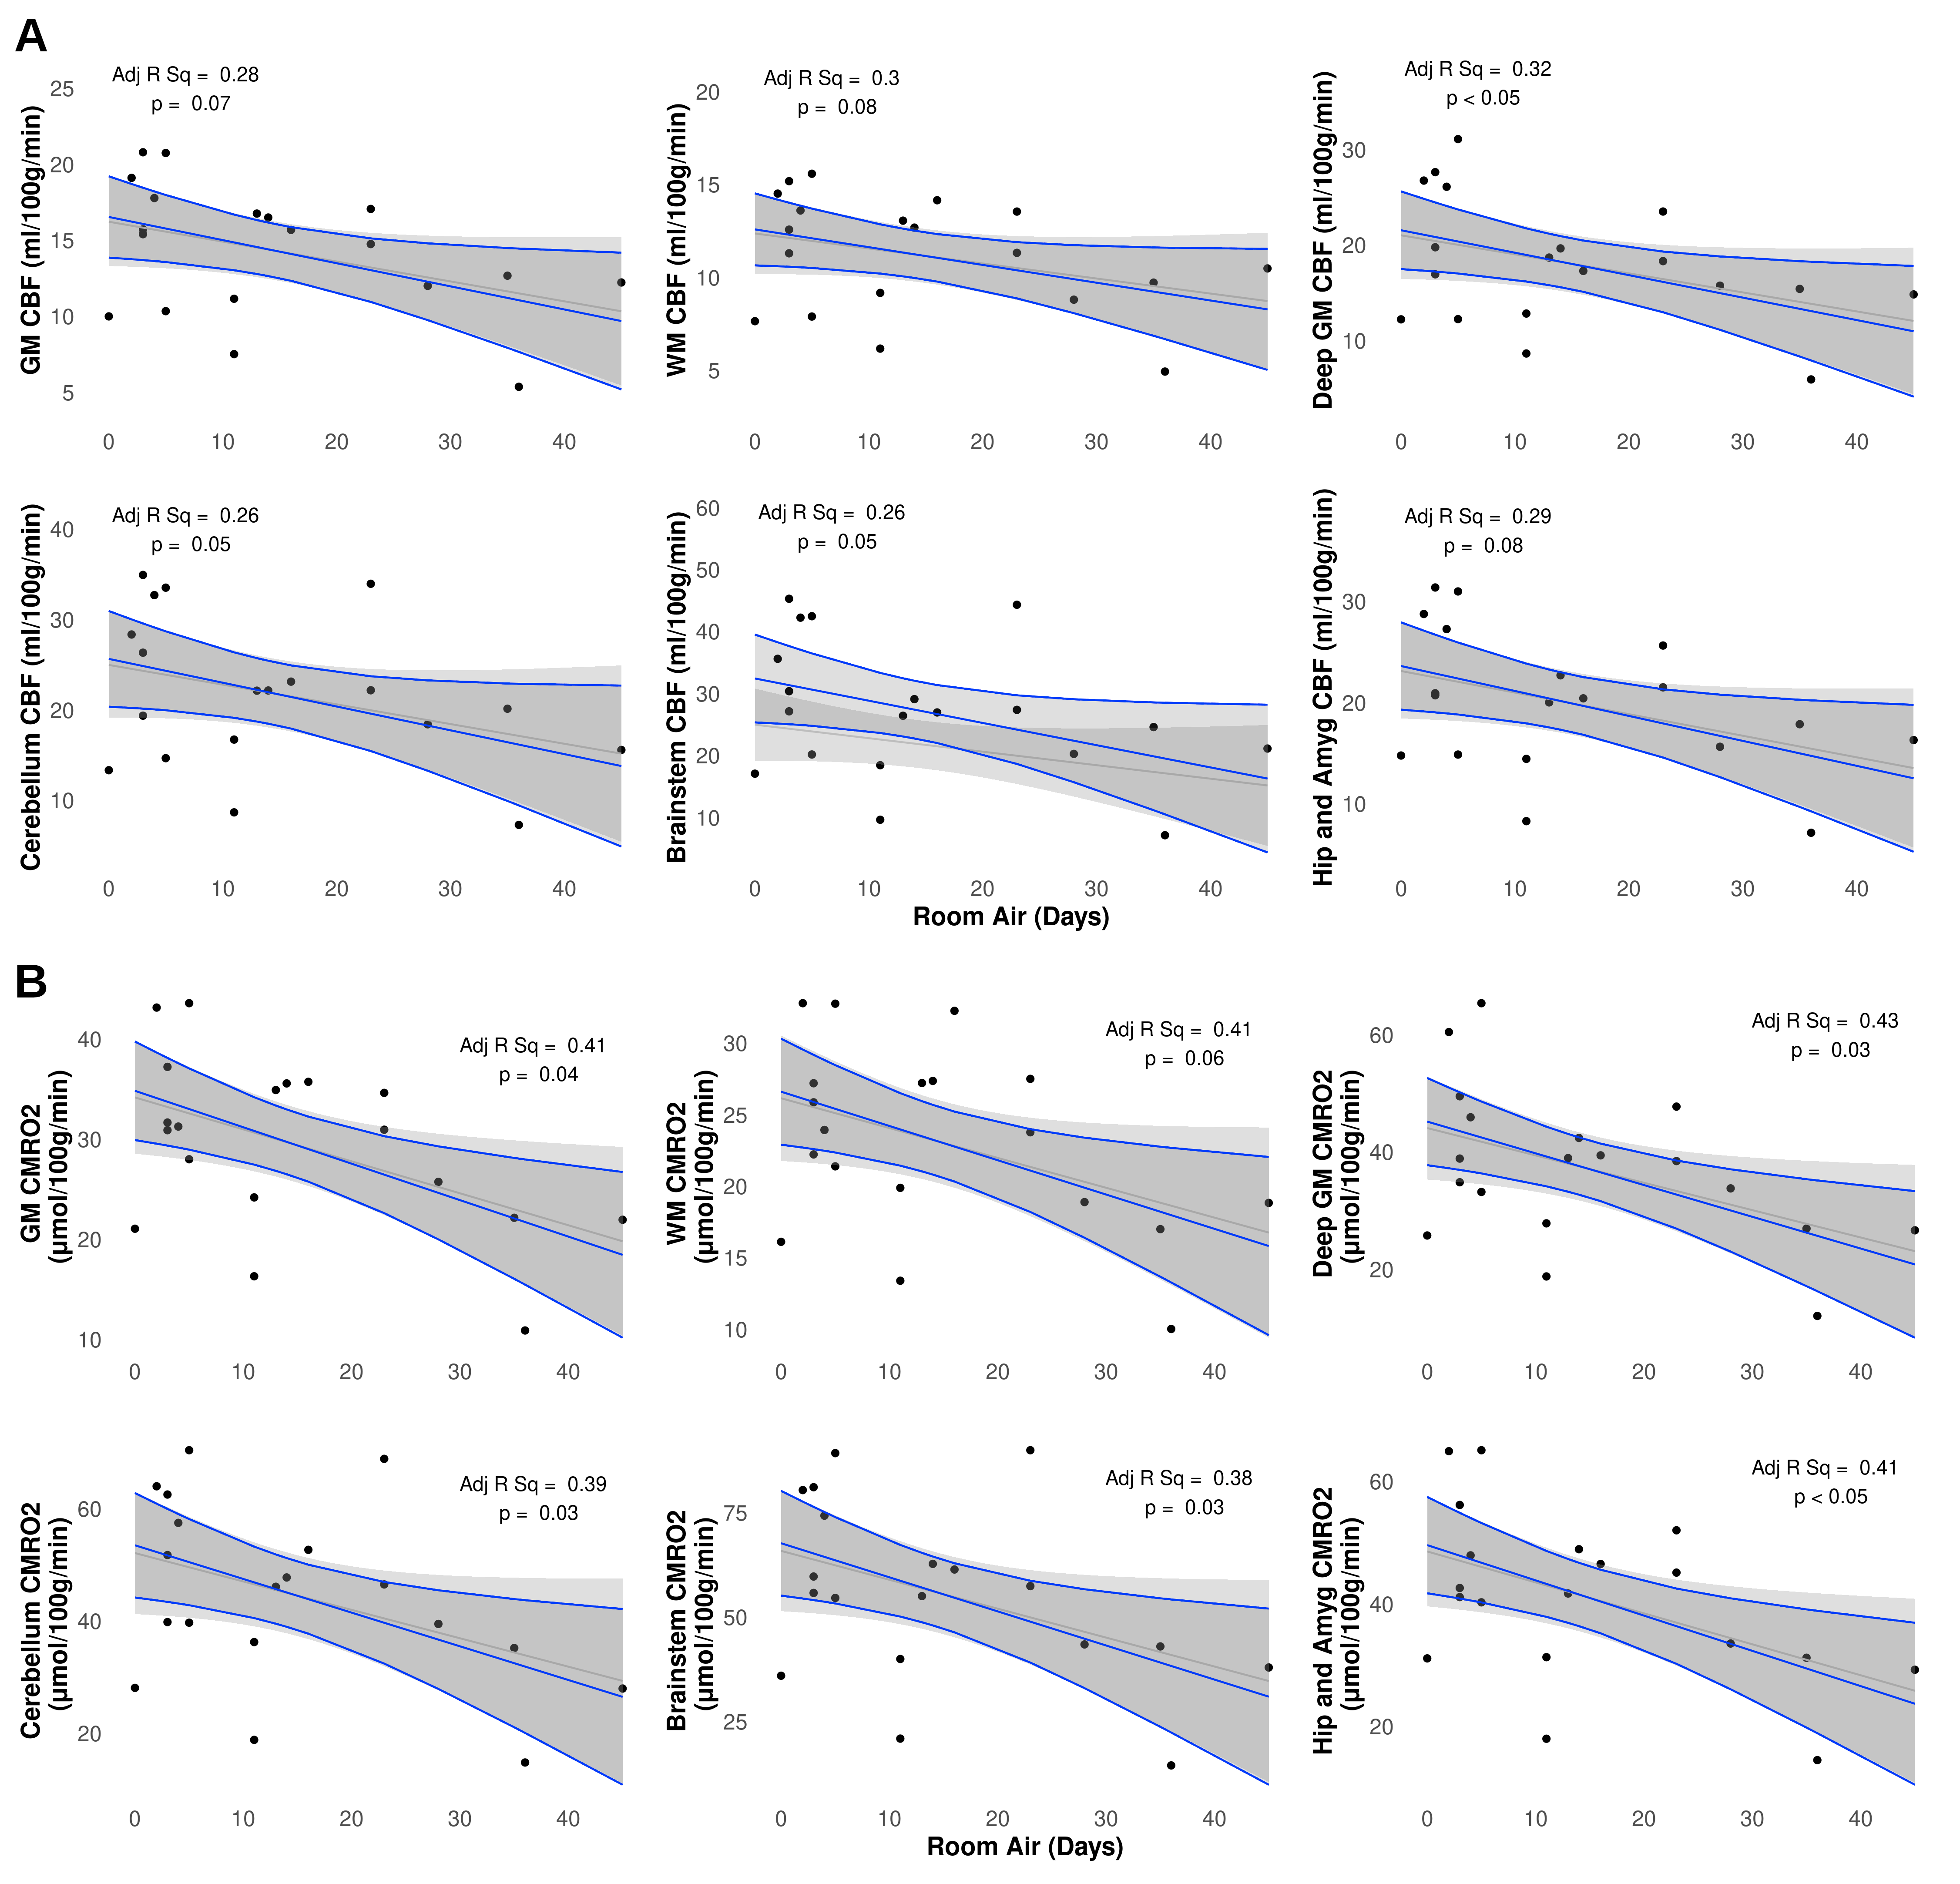 A
Adj R Sq = 0.28
p = 0.07
GM CBF (ml/100g/min)
25
20
15
10
5
0 10 20 30 40
Adj R Sq = 0.3
p = 0.08
WM CBF (ml/100g/min)
20
15
10
5
0 10 20 30 40
Adj R Sq = 0.32
p < 0.05
Deep GM CBF (ml/100g/min)
30
20
10
0 10 20 30 40
Adj R Sq = 0.26
p = 0.05
Cerebellum CBF (ml/100g/min)
40
30
20
10
0 10 20 30 40
Adj R Sq = 0.26
p = 0.05
Brainstem CBF (ml/100g/min)
60
50
40
30
20
10
0 10 20 30 40
Adj R Sq = 0.29
p = 0.08
Hip and Amyg CBF (ml/100g/min)
30
20
10
0 10 20 30 40
Room Air (Days)
B
Adj R Sq = 0.41
p = 0.04
GM CMRO2
(µmol/100g/min)
40
30
20
10
0 10 20 30 40
Adj R Sq = 0.41
p = 0.06
WM CMRO2
(µmol/100g/min)
30
25
20
15
10
0 10 20 30 40
Adj R Sq = 0.43
p = 0.03
Deep GM CMRO2
(µmol/100g/min)
60
40
20
0 10 20 30 40
Adj R Sq = 0.39
p = 0.03
Cerebellum CMRO2
(µmol/100g/min)
60
40
20
0 10 20 30 40
Adj R Sq = 0.38
p = 0.03
Brainstem CMRO2
(µmol/100g/min)
75
50
25
0 10 20 30 40
Adj R Sq = 0.41
p < 0.05
Hip and Amyg CMRO2
(µmol/100g/min)
60
40
20
0 10 20 30 40
Room Air (Days)